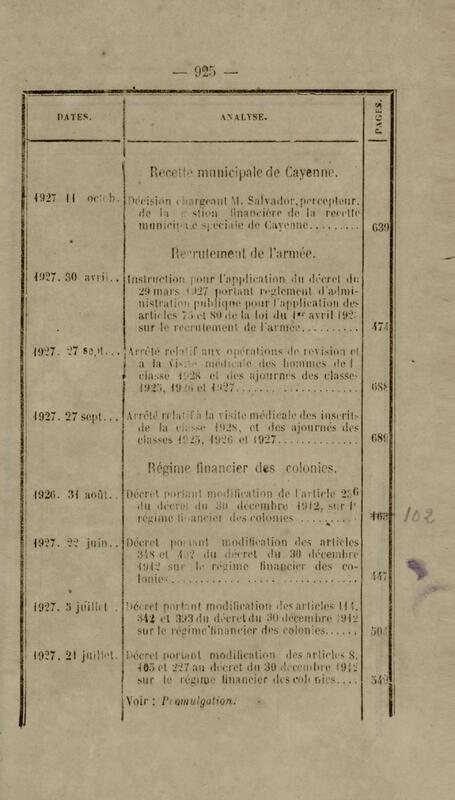 — 925 —
DATES.
ANALYSE.
PAGES.
Recette municipale de Cayenne.
1927 11 octob. Décision chargeant M. Salvador, percepteur,
de la gestion financière de la recette
municipale spéciale de Cayenne......... 639
Recrutement de l'armée.
1927. 30 avril.. Instruction pour l'application du décret du
29 mars 1927 portant règlement d'admi-
nistration publique pour l'application des
articles 75 et 80 de la loi du 1er avril 192
sur le recrutement de l'armée........... 474
1927. 27 sept... Arrêté relatif aux opérations de revision et
à la visite médicale des hommes de l
classe 1928 et des ajournés des classe
1925, 1926 et 1927................ 688
1927. 27 sept... Arrêté relatif à la visite médicale des inscrits
de la classe 1928, et des ajournés des
classes 1925, 1926 et 1927............ 689
Régime financier des colonies.
1926. 31 août.. Décret portant modification de l'article 256
du décret du 30 décembre 1912, sur l
régime financier des colonies ......... 163 - 102
1927. 22 juin.. Décret portant modification des articles
348 et 402 du décret du 30 décembre
1912 sur le régime financier des co-
lonies............................ 447
1927. 5 juillet . Décret portant modification des articles 114,
342 et 393 du décret du 30 décembre 1912
sur le régime financier des colonies...... 504
1927. 21 juillet. Décret portant modification des articles 8,
165 et 227 au décret du 30 décembre 1912
sur le régime financier des colonies.... 549
Voir : Promulgation.